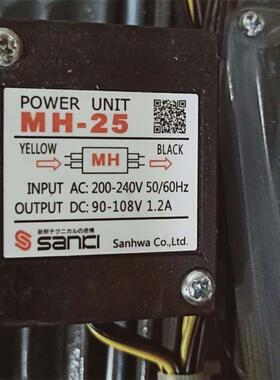 POWER UNIT
MH-25
YELLOW
BLACK
MH
INPUT AC: 200-240V 50/60Hz
OUTPUT DC: 90-108V 1.2A
sanki
Sanhwa Co.,Ltd.